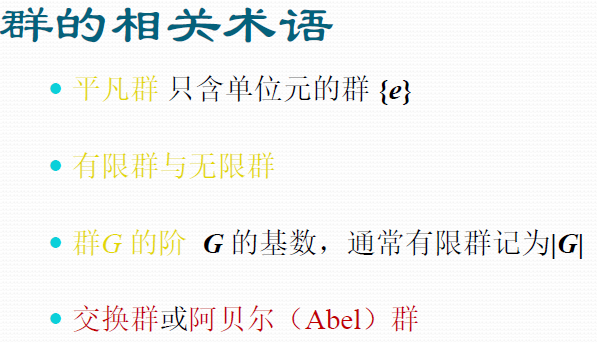 群的相关术语
平凡群 只含单位元的群 {e}
有限群与无限群
群G 的阶 G 的基数，通常有限群记为|G|
交换群或阿贝尔（Abel）群